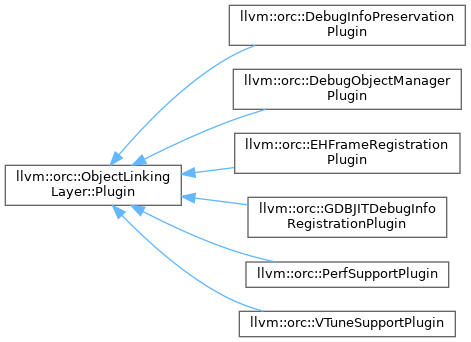 llvm::orc::DebugInfoPreservation
Plugin
llvm::orc::DebugObjectManager
Plugin
llvm::orc::EHFrameRegistration
Plugin
llvm::orc::ObjectLinking
Layer::Plugin
llvm::orc::GDBJITDebugInfo
RegistrationPlugin
llvm::orc::PerfSupportPlugin
llvm::orc::VTuneSupportPlugin